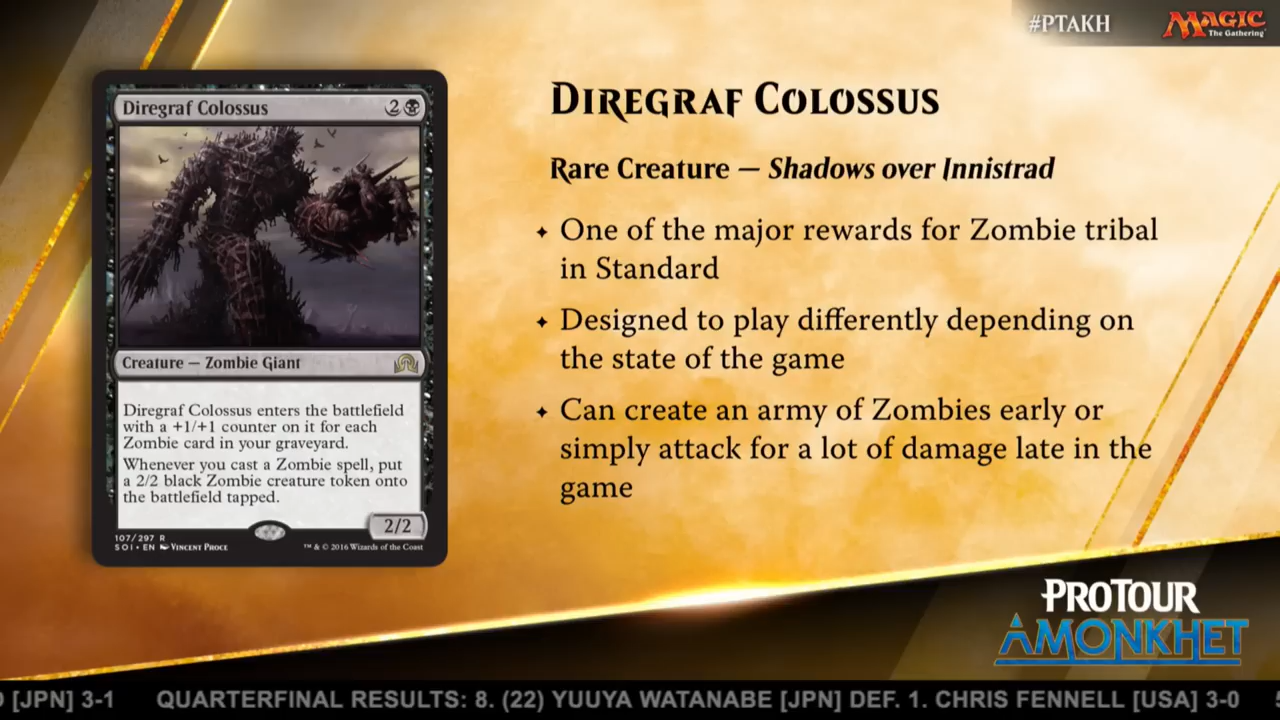 #PTAKH
MAGIC
The Gathering
Diregraf Colossus 2
Creature — Zombie Giant
Diregraf Colossus enters the battlefield
with a +1/+1 counter on it for each
Zombie card in your graveyard.
Whenever you cast a Zombie spell, put
a 2/2 black Zombie creature token onto
the battlefield tapped.
2/2
107/297 R
SOI • EN VINCENT PROCE
™ & © 2016 Wizards of the Coast
DIREGRAF COLOSSUS
Rare Creature — Shadows over Innistrad
One of the major rewards for Zombie tribal
in Standard
Designed to play differently depending on
the state of the game
Can create an army of Zombies early or
simply attack for a lot of damage late in the
game
PROTOUR
AMONKHET
[JPN] 3-1 QUARTERFINAL RESULTS: 8. (22) YUUYA WATANABE [JPN] DEF. 1. CHRIS FENNELL [USA] 3-0